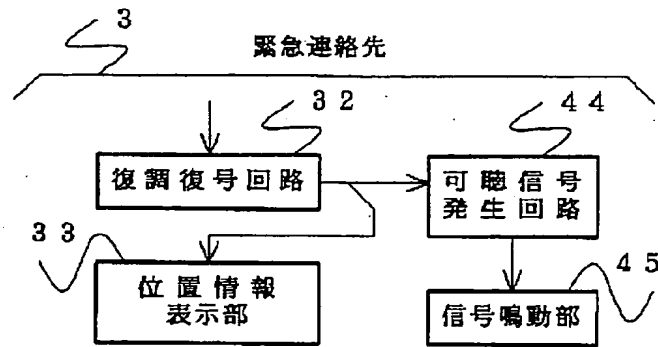 3
緊急連絡先
32
44
復調復号回路
可聴信号
発生回路
33
位置情報
表示部
45
信号鳴動部